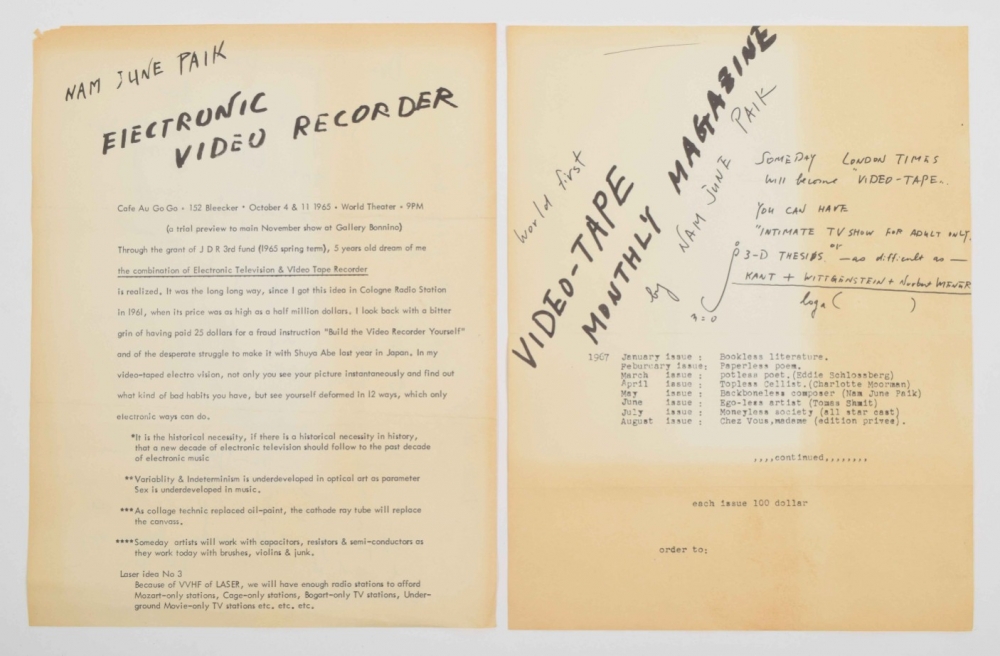 NAM JUNE PAIK
ElECTRONIC
VIDEO RECORDER
Cafe Au Go Go • 152 Bleecker • October 4 & 11 1965 • World Theater • 9PM
(a trial preview to main November show at Gallery Bonnino)
Through the grant of J D R 3rd fund (1965 spring term), 5 years old dream of me
the combination of Electronic Television & Video Tape Recorder
is realized. It was the long long way, since I got this idea in Cologne Radio Station
in 1961, when its price was as high as a half million dollars. I look back with a bitter
grin of having paid 25 dollars for a fraud instruction "Build the Video Recorder Yourself"
and of the desperate struggle to make it with Shuya Abe last year in Japan. In my
video-taped electro vision, not only you see your picture instantaneously and find out
what kind of bad habits you have, but see yourself deformed in 12 ways, which only
electronic ways can do.
*It is the historical necessity, if there is a historical necessity in history,
that a new decade of electronic television should follow to the past decade
of electronic music
**Variablity & Indeterminism is underdeveloped in optical art as parameter
Sex is underdeveloped in music.
***As collage technic replaced oil-paint, the cathode ray tube will replace
the canvass.
****Someday artists will work with capacitors, resistors & semi-conductors as
they work today with brushes, violins & junk.
Laser idea No 3
Because of VVHF of LASER, we will have enough radio stations to afford
Mozart-only stations, Cage-only stations, Bogart-only TV stations, Under-
ground Movie-only TV stations etc. etc. etc.
World first
VIDEO-TAPE
MONTHLY MAGAZINE
by NAM JUNE PAIK
SOMEDAY LONDON TIMES
will become "VIDEO-TAPE..
YOU CAN HAVE
"INTIMATE TV SHOW FOR ADULT ONLY.
or
3-D THESIS — as difficult as —
KANT + WITTGENSTEIN + Norbert WIENER
loga ( )
1967 January issue : Bookless literature.
Feburuary issue: Paperless poem.
March issue : potless poet.(Eddie Schlossberg)
April issue : Topless Cellist.(Charlotte Moorman)
May issue : Backboneless composer (Nam June Paik)
June issue : Ego-less artist (Tomas Shmit)
July issue : Moneyless society (all star cast)
August issue : Chez Vous,madame (edition privee).
,,,,continued,,,,,,,,
each issue 100 dollar
order to;